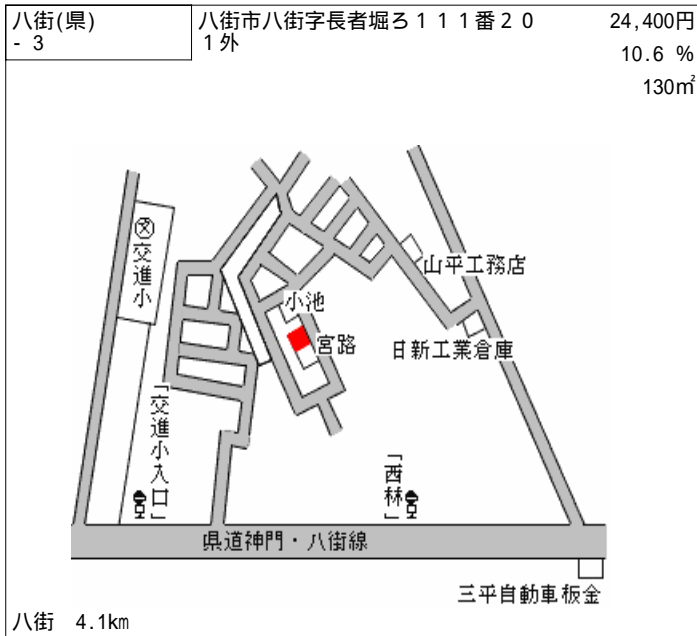 八街(県)
- 3
八街市八街字長者堀ろ１１１番２０
１外
24,400円
10.6 %
130㎡
交進小
山平工務店
小池
宮路
日新工業倉庫
「交進小入口」
「西林」
県道神門・八街線
三平自動車板金
八街 4.1km